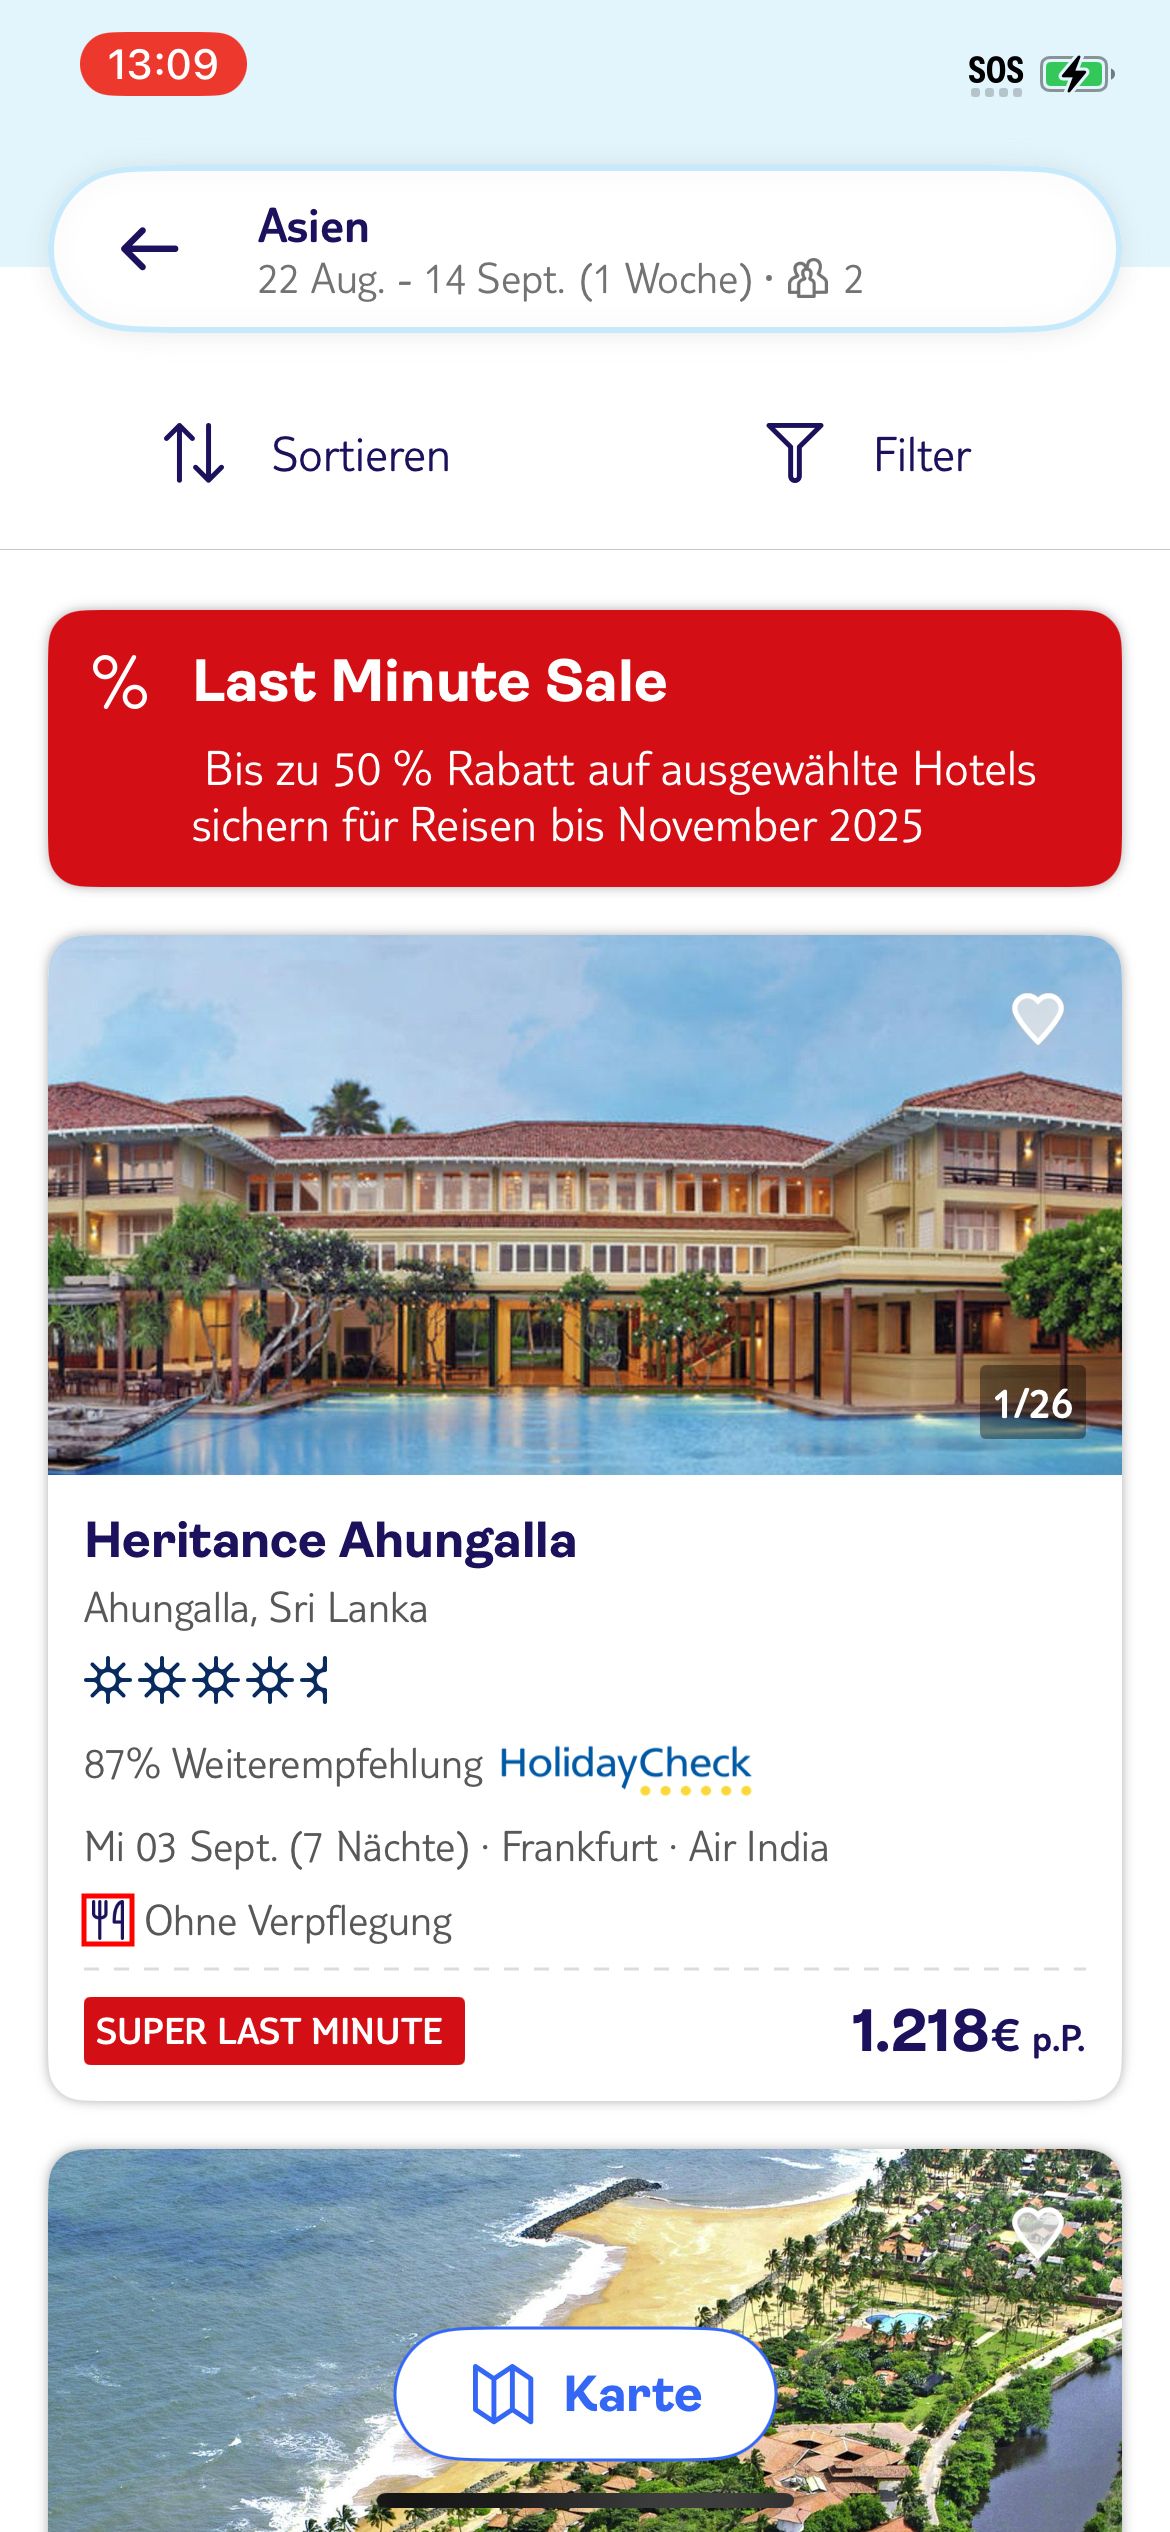 13:09
SOS
Asien
22 Aug. - 14 Sept. (1 Woche) · 2
Sortieren
Filter
% Last Minute Sale
Bis zu 50 % Rabatt auf ausgewählte Hotels
sichern für Reisen bis November 2025
1/26
Heritance Ahungalla
Ahungalla, Sri Lanka
87% Weiterempfehlung HolidayCheck
Mi 03 Sept. (7 Nächte) · Frankfurt · Air India
Ohne Verpflegung
SUPER LAST MINUTE
1.218€ p.P.
Karte